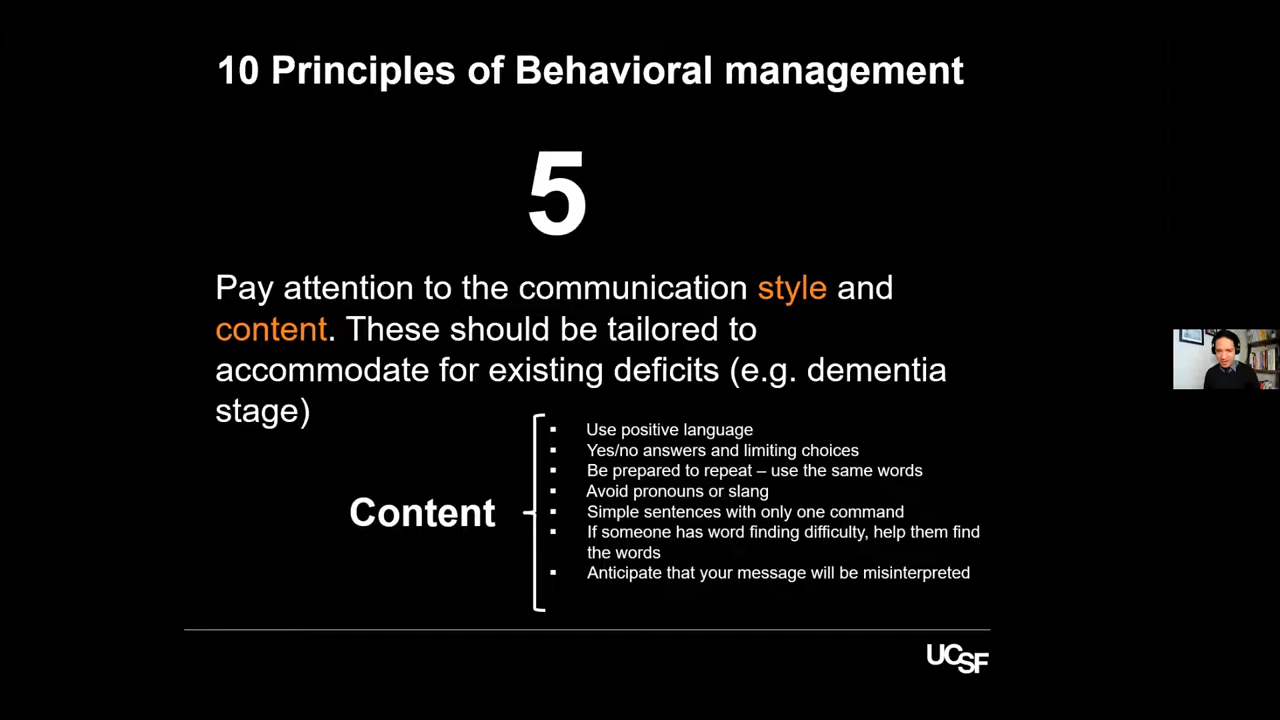 10 Principles of Behavioral management
5
Pay attention to the communication style and
content. These should be tailored to
accommodate for existing deficits (e.g. dementia
stage)
Content
▪ Use positive language
▪ Yes/no answers and limiting choices
▪ Be prepared to repeat – use the same words
▪ Avoid pronouns or slang
▪ Simple sentences with only one command
▪ If someone has word finding difficulty, help them find
the words
▪ Anticipate that your message will be misinterpreted
UCSF